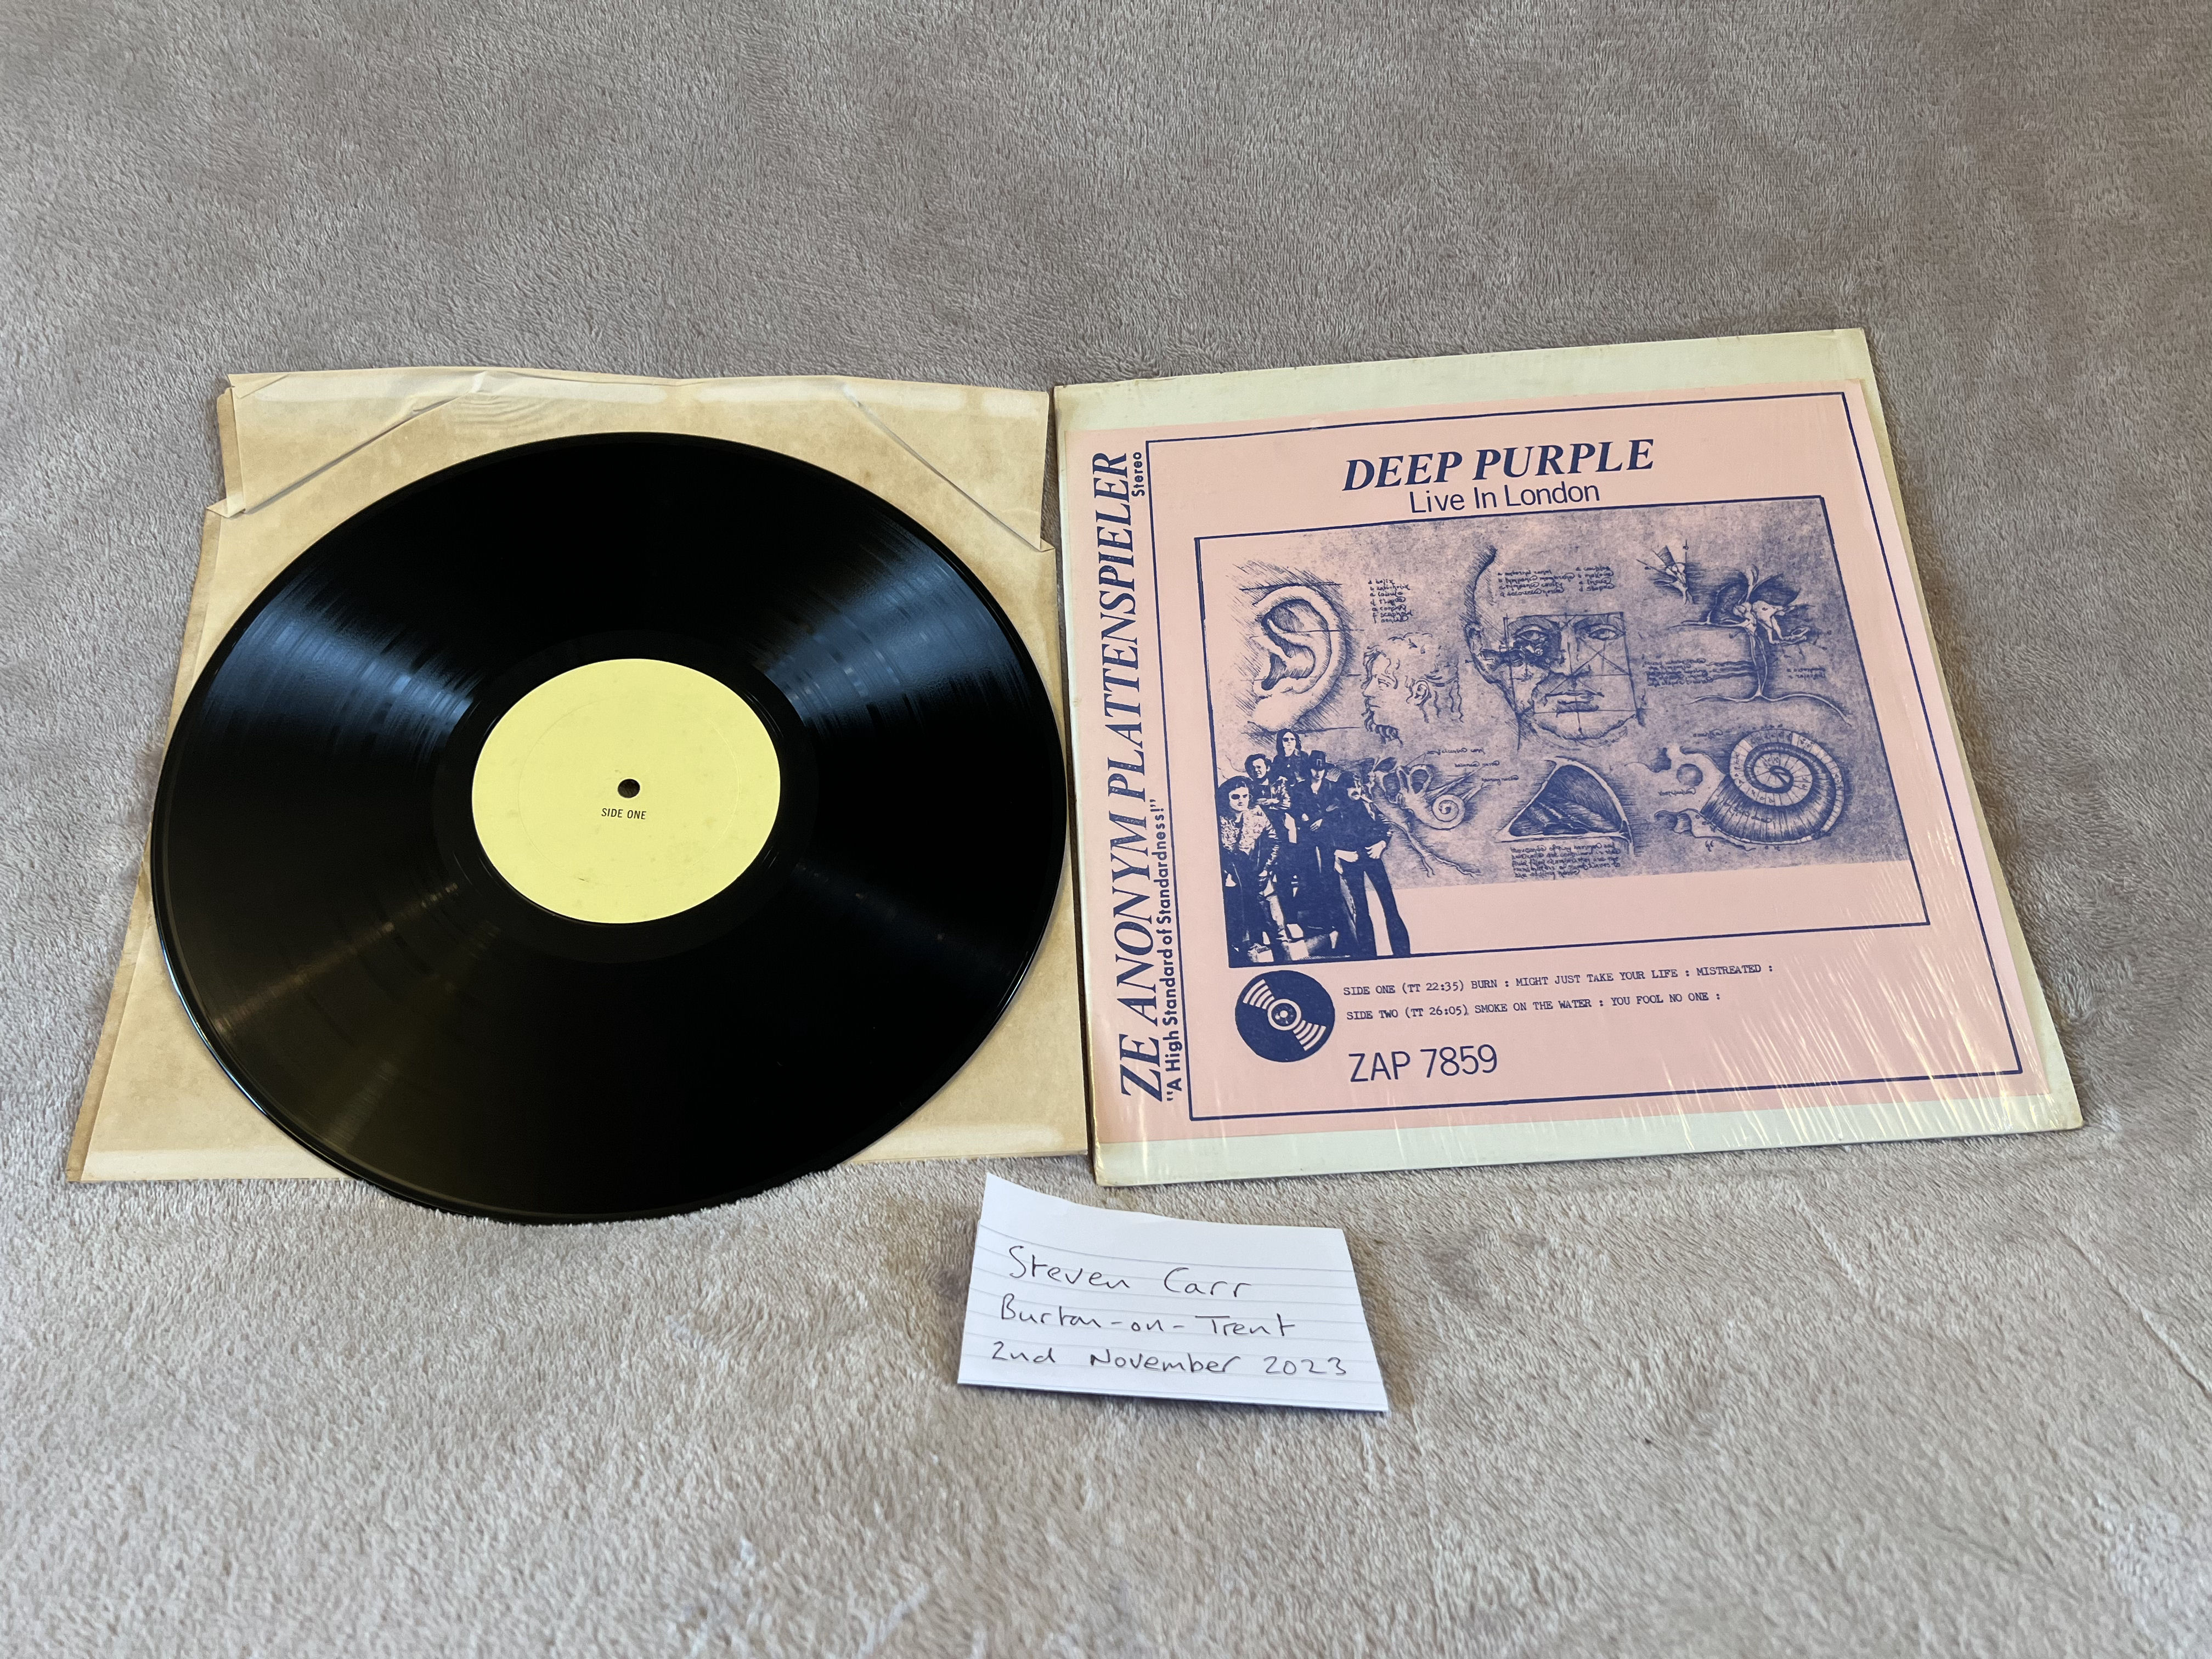 SIDE ONE
ZE ANONYM PLATTENSPIELER
"A High Standard of Standardness!"
Stereo
DEEP PURPLE
Live In London
SIDE ONE (TT 22:35) BURN : MIGHT JUST TAKE YOUR LIFE : MISTREATED :
SIDE TWO (TT 26:05) SMOKE ON THE WATER : YOU FOOL NO ONE :
ZAP 7859
Steven Carr
Burton-on-Trent
2nd November 2023